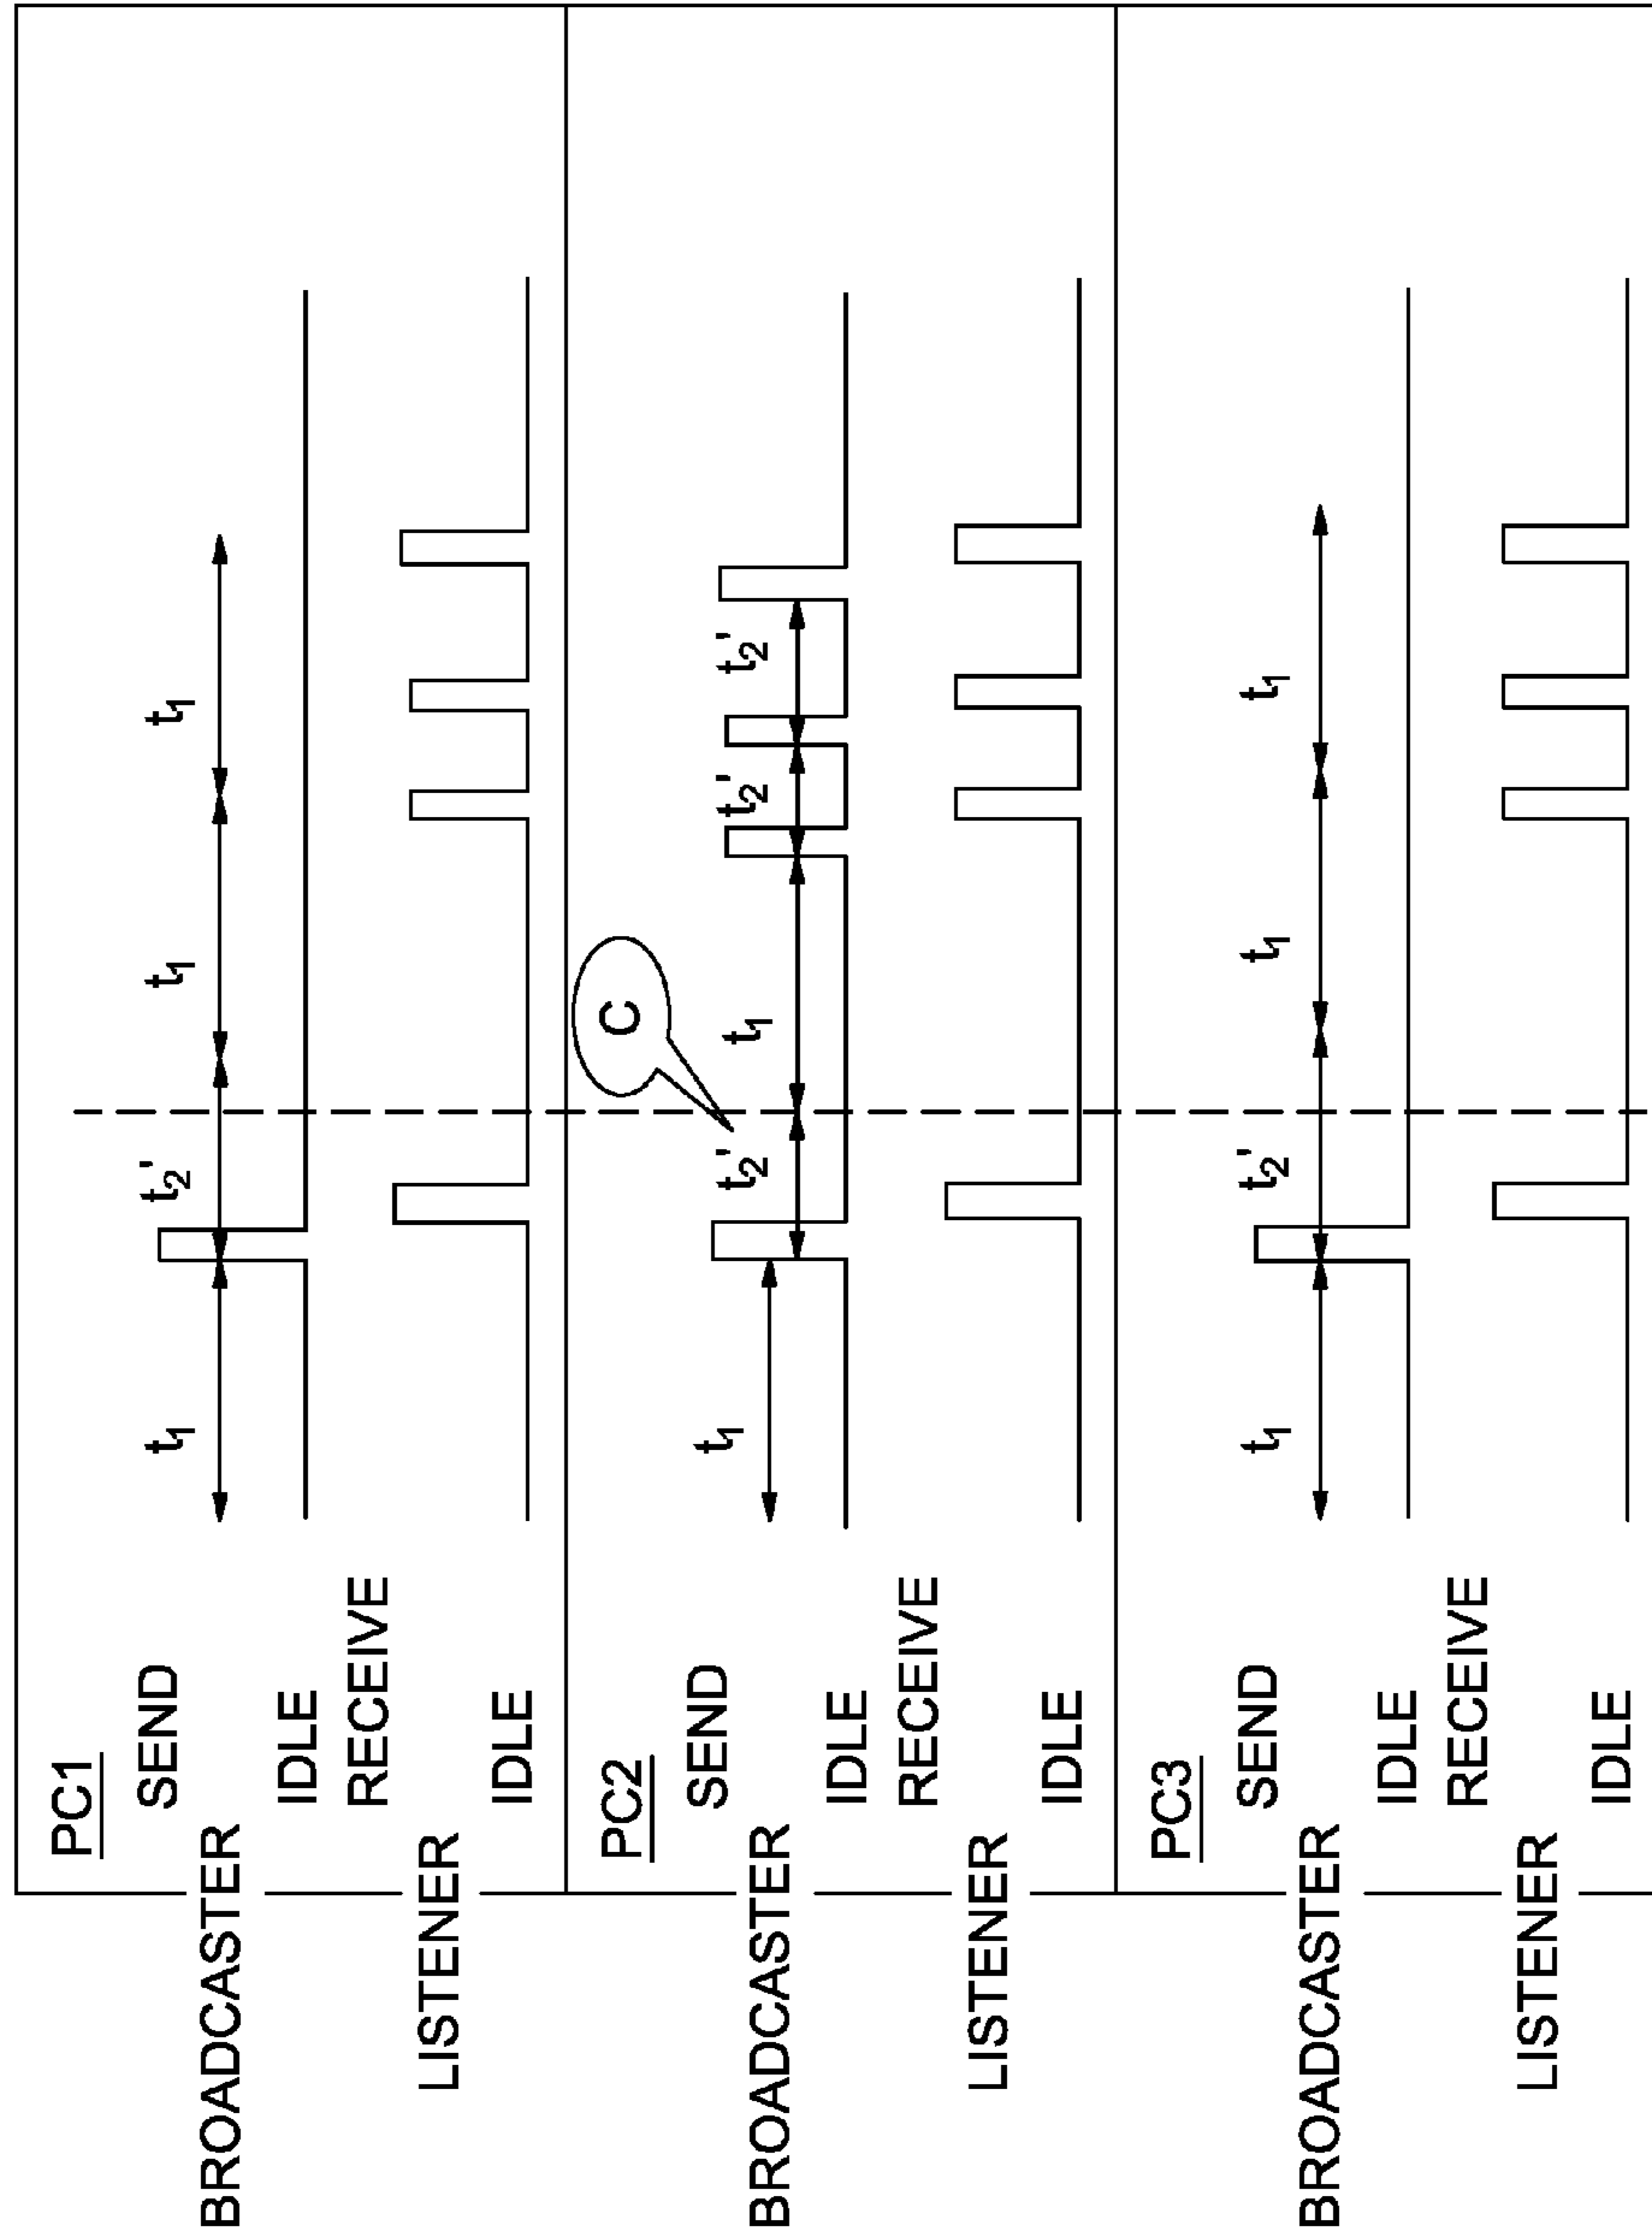 PC1
BROADCASTER
SEND
IDLE
t₁ t₂' t₁ t₁
LISTENER
RECEIVE
IDLE
PC2
C
BROADCASTER
SEND
IDLE
t₁ t₂' t₁ t₂' t₂'
LISTENER
RECEIVE
IDLE
PC3
BROADCASTER
SEND
IDLE
t₁ t₂' t₁ t₁
LISTENER
RECEIVE
IDLE